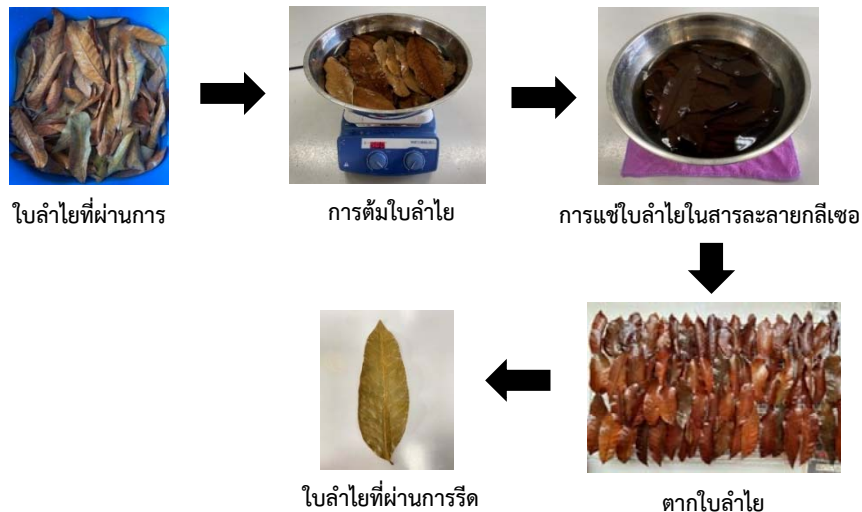 ใบลำไยที่ผ่านการ
การต้มใบลำไย
การแช่ใบลำไยในสารละลายกลีเซอ
ใบลำไยที่ผ่านการรีด
ตากใบลำไย